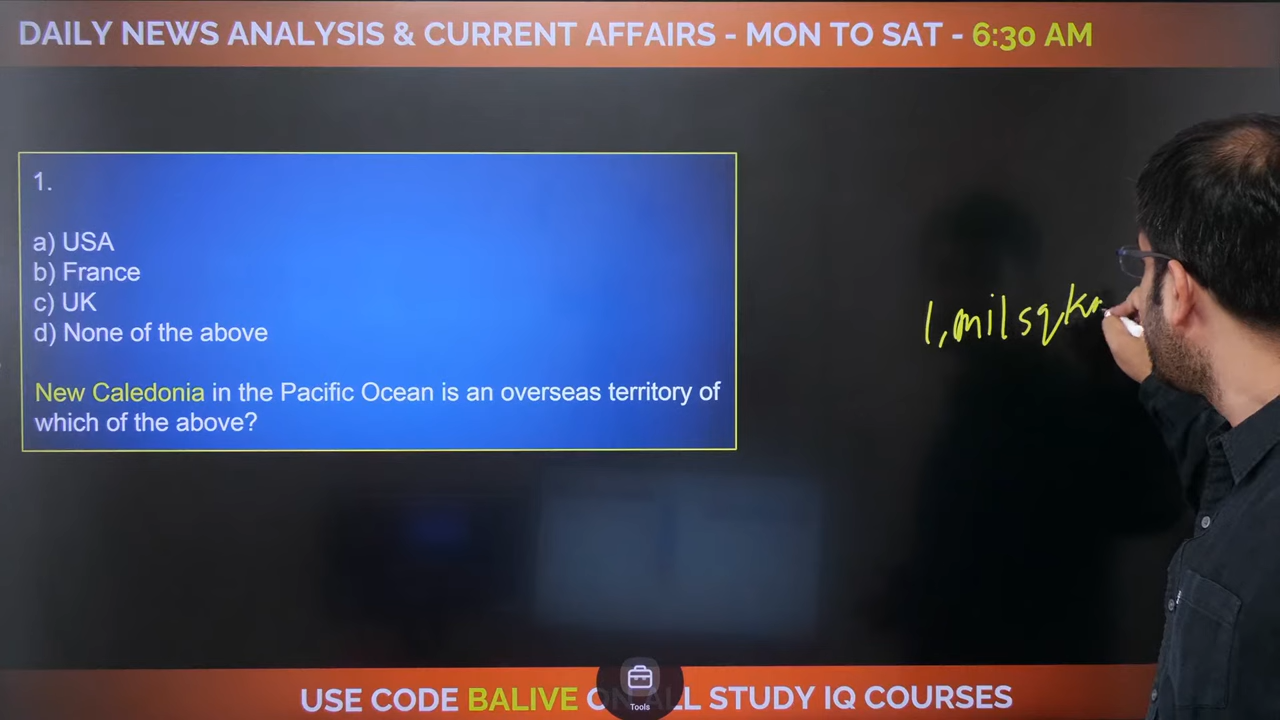 DAILY NEWS ANALYSIS & CURRENT AFFAIRS - MON TO SAT - 6:30 AM
1.
a) USA
b) France
c) UK
d) None of the above
New Caledonia in the Pacific Ocean is an overseas territory of
which of the above?
1, mil sq km
USE CODE BALIVE ON ALL STUDY IQ COURSES
Tools